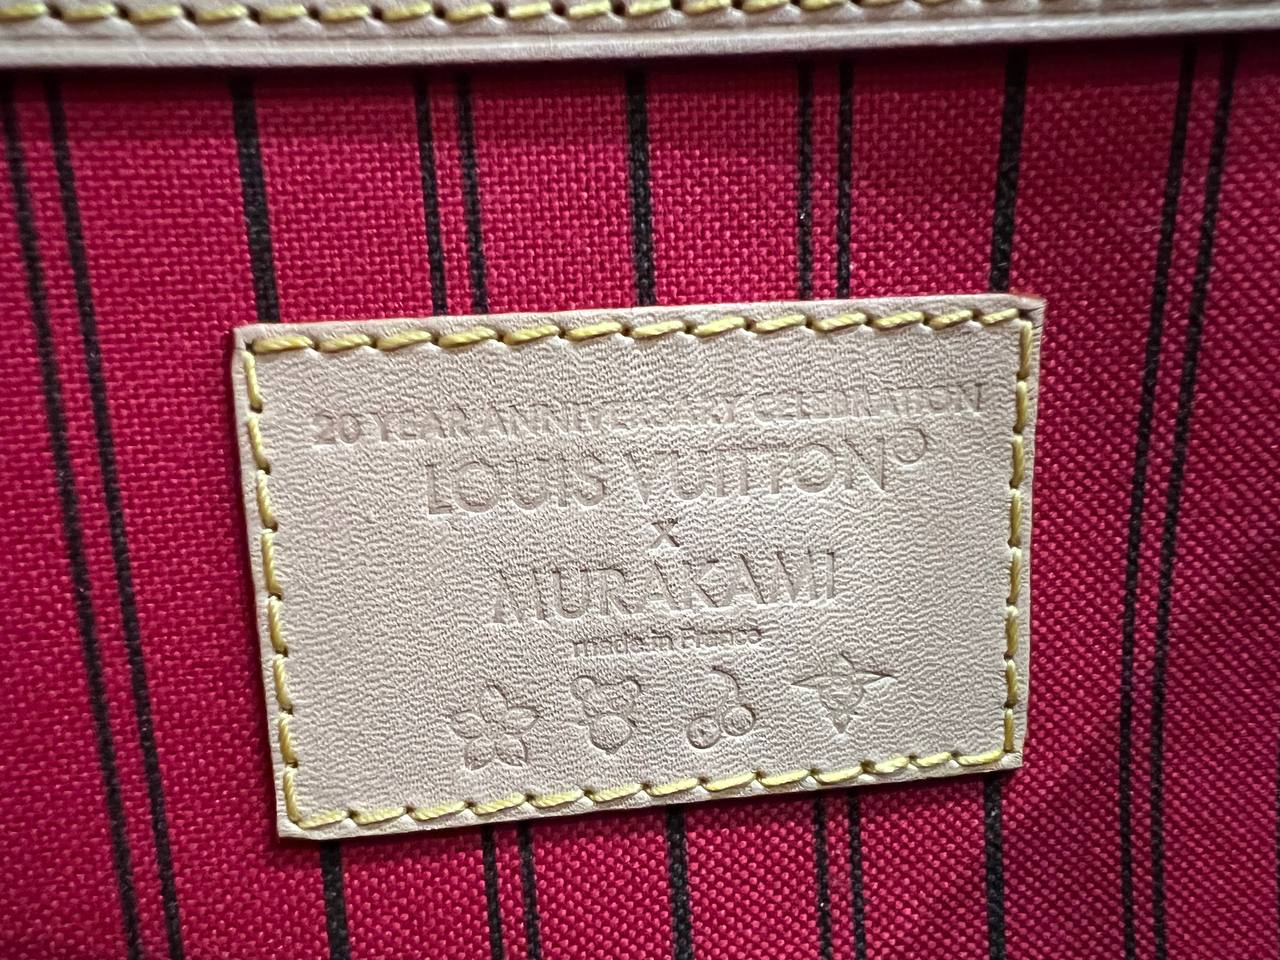 20 YEAR ANNIVERSARY CELEBRATION
LOUIS VUITTON
x
MURAKAMI
made in France